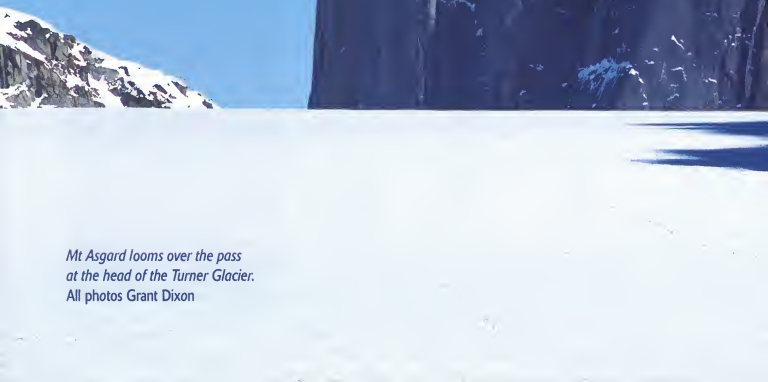 Mt Asgard looms over the pass
at the head of the Turner Glacier.
All photos Grant Dixon